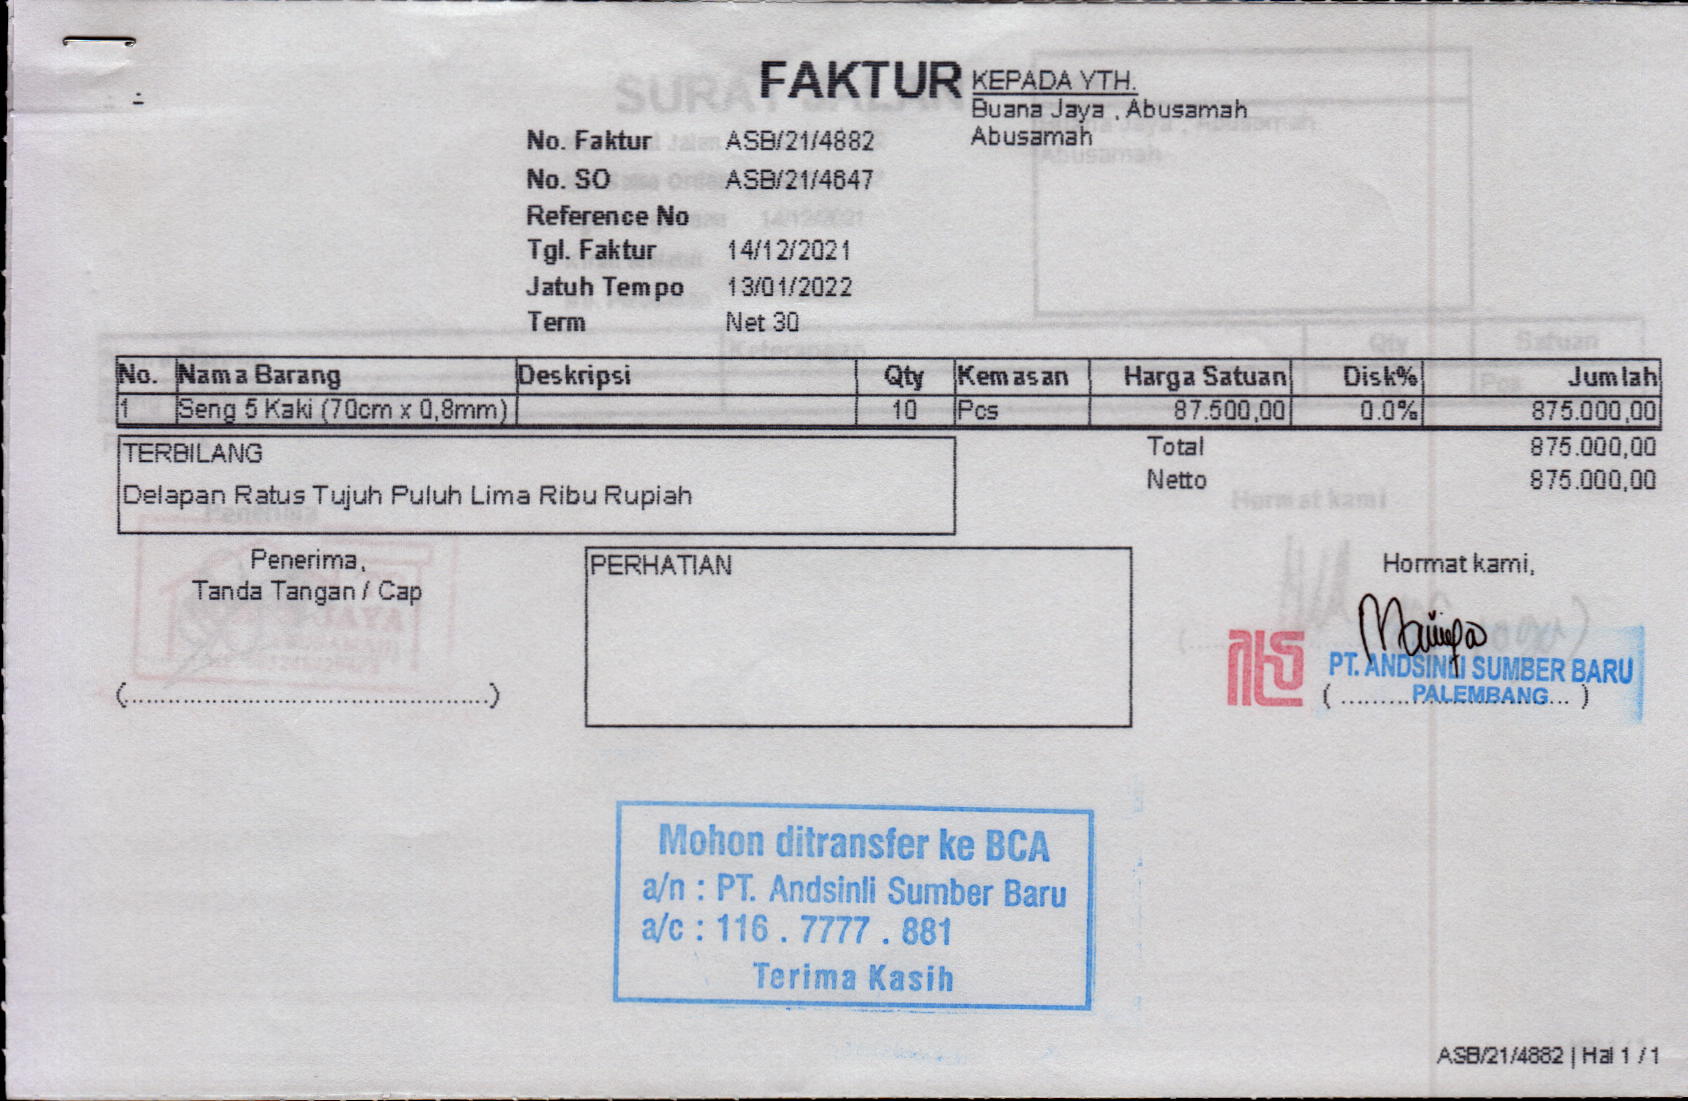 FAKTUR
No. Faktur ASB/21/4882
No. SO ASB/21/4647
Reference No
Tgl. Faktur 14/12/2021
Jatuh Tempo 13/01/2022
Term Net 30
KEPADA YTH.
Buana Jaya , Abusamah
Abusamah
No. Nama Barang Deskripsi Qty Kemasan Harga Satuan Disk% Jumlah
1 Seng 5 Kaki (70cm x 0,8mm) 10 Pcs 87.500,00 0.0% 875.000,00
Total 875.000,00
Netto 875.000,00
TERBILANG
Delapan Ratus Tujuh Puluh Lima Ribu Rupiah
Penerima,
Tanda Tangan / Cap
(................................................)
PERHATIAN
Hormat kami,
PT. ANDSINLI SUMBER BARU
PALEMBANG
Mohon ditransfer ke BCA
a/n : PT. Andsinli Sumber Baru
a/c : 116 . 7777 . 881
Terima Kasih
ASB/21/4882 | Hal 1 / 1